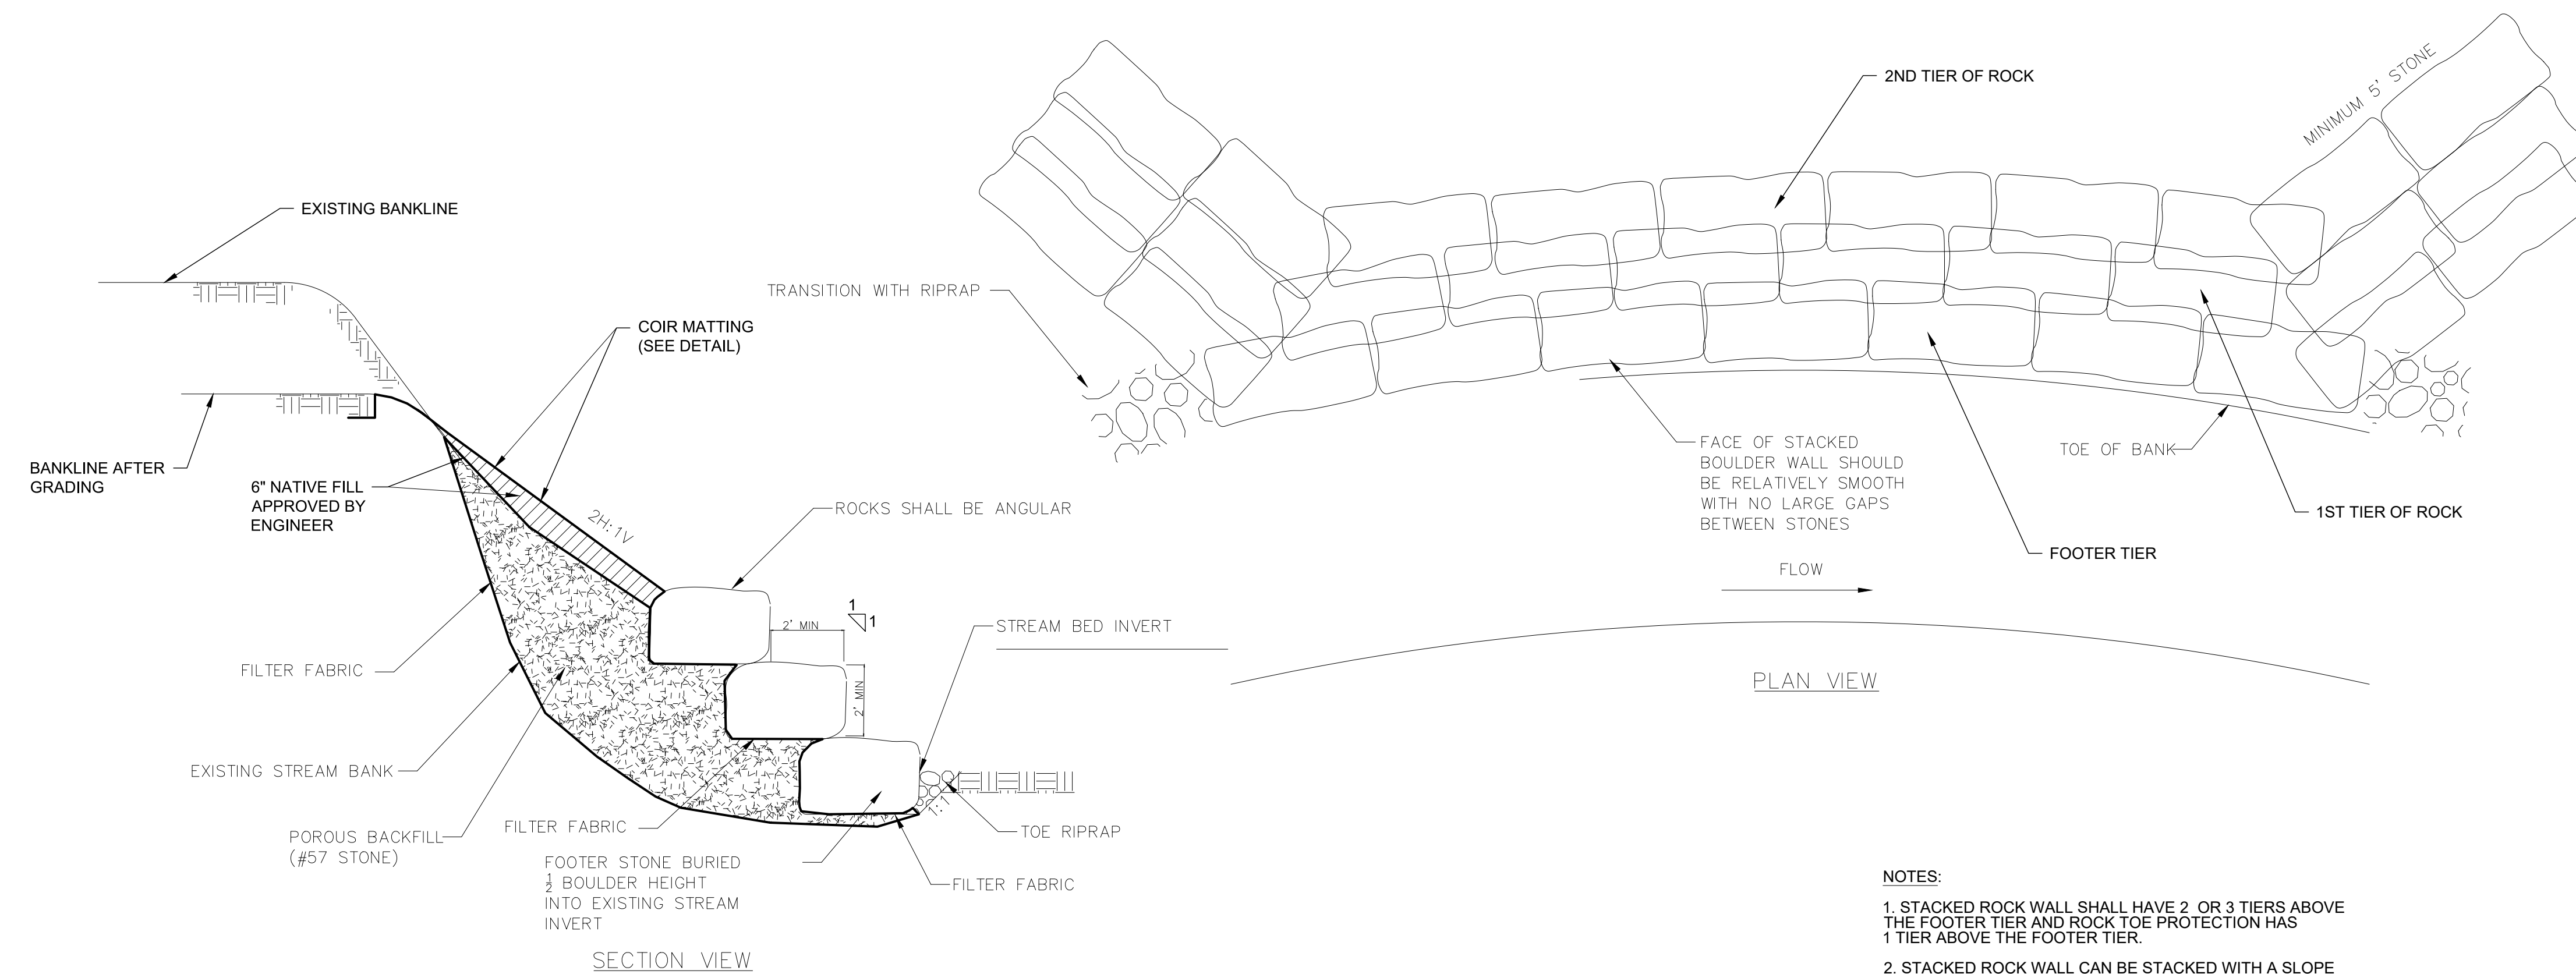 EXISTING BANKLINE
COIR MATTING
(SEE DETAIL)
BANKLINE AFTER
GRADING
6" NATIVE FILL
APPROVED BY
ENGINEER
2H:1V
ROCKS SHALL BE ANGULAR
1
1
2' MIN
2' MIN
STREAM BED INVERT
FILTER FABRIC
EXISTING STREAM BANK
POROUS BACKFILL
(#57 STONE)
FILTER FABRIC
FOOTER STONE BURIED
½ BOULDER HEIGHT
INTO EXISTING STREAM
INVERT
1:1
TOE RIPRAP
FILTER FABRIC
SECTION VIEW
2ND TIER OF ROCK
MINIMUM 5' STONE
TRANSITION WITH RIPRAP
FACE OF STACKED
BOULDER WALL SHOULD
BE RELATIVELY SMOOTH
WITH NO LARGE GAPS
BETWEEN STONES
TOE OF BANK
1ST TIER OF ROCK
FOOTER TIER
FLOW
PLAN VIEW
NOTES:
1. STACKED ROCK WALL SHALL HAVE 2 OR 3 TIERS ABOVE
THE FOOTER TIER AND ROCK TOE PROTECTION HAS
1 TIER ABOVE THE FOOTER TIER.
2. STACKED ROCK WALL CAN BE STACKED WITH A SLOPE